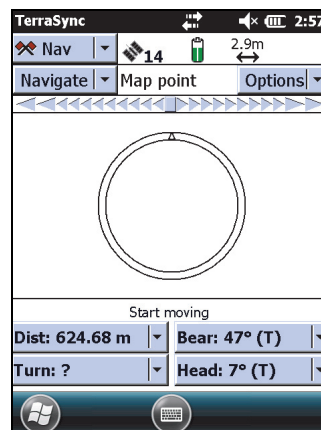 TerraSync 2:57
Nav 14 2.9m
Navigate Map point Options
Start moving
Dist: 624.68 m Bear: 47° (T)
Turn: ? Head: 7° (T)